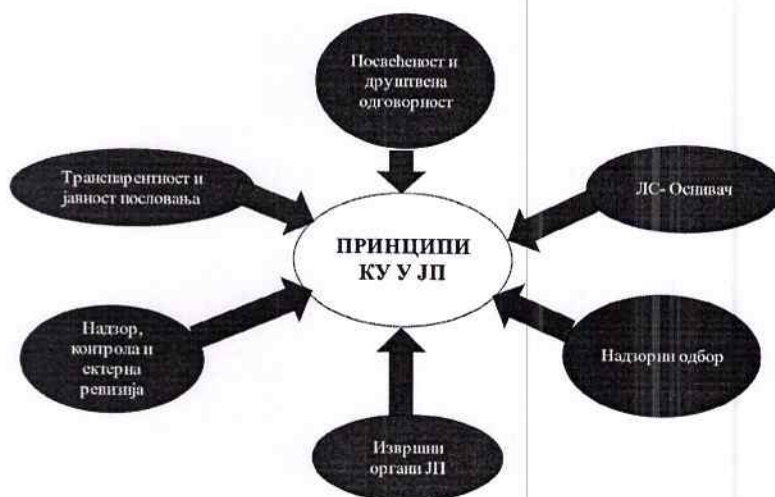 Посвећеност и
друштвена
одговорност
Транспарентност и
јавност пословања
ЛС- Оснивач
ПРИНЦИПИ
КУ У ЈП
Надзор,
контрола и
ектерна
ревизија
Надзорни одбор
Извршни
органи ЈП